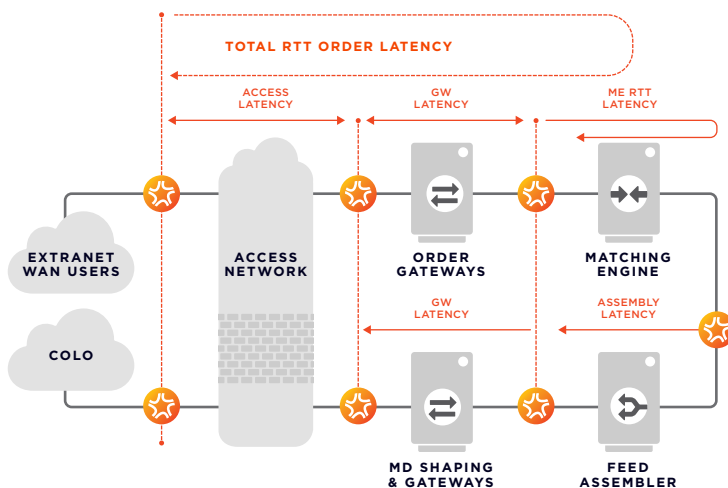 TOTAL RTT ORDER LATENCY
ACCESS
LATENCY
GW
LATENCY
ME RTT
LATENCY
EXTRANET
WAN USERS
ACCESS
NETWORK
ORDER
GATEWAYS
MATCHING
ENGINE
GW
LATENCY
ASSEMBLY
LATENCY
COLO
MD SHAPING
& GATEWAYS
FEED
ASSEMBLER